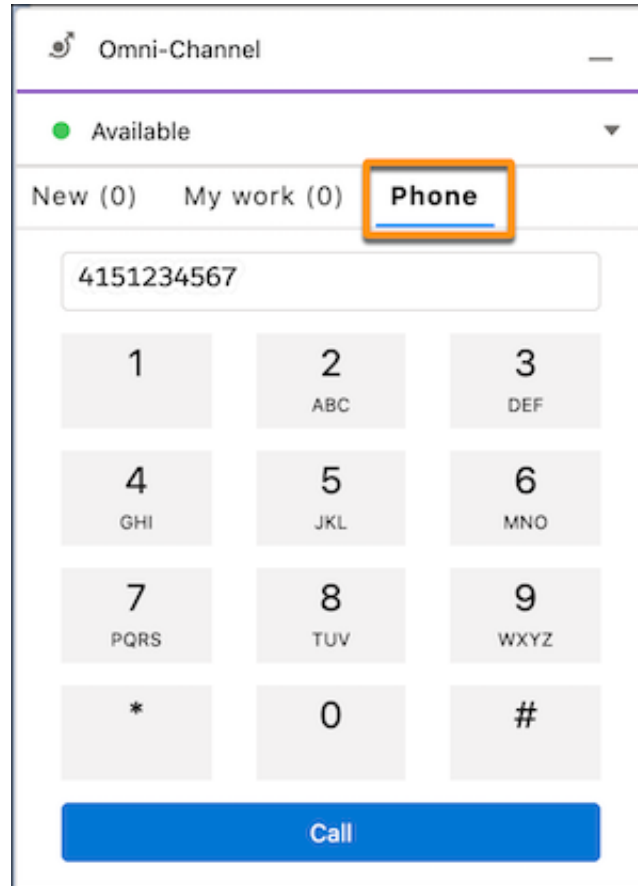 Omni-Channel
Available
New (0) My work (0) Phone
4151234567
1 2 3
ABC DEF
4 5 6
GHI JKL MNO
7 8 9
PQRS TUV WXYZ
* 0 #
Call